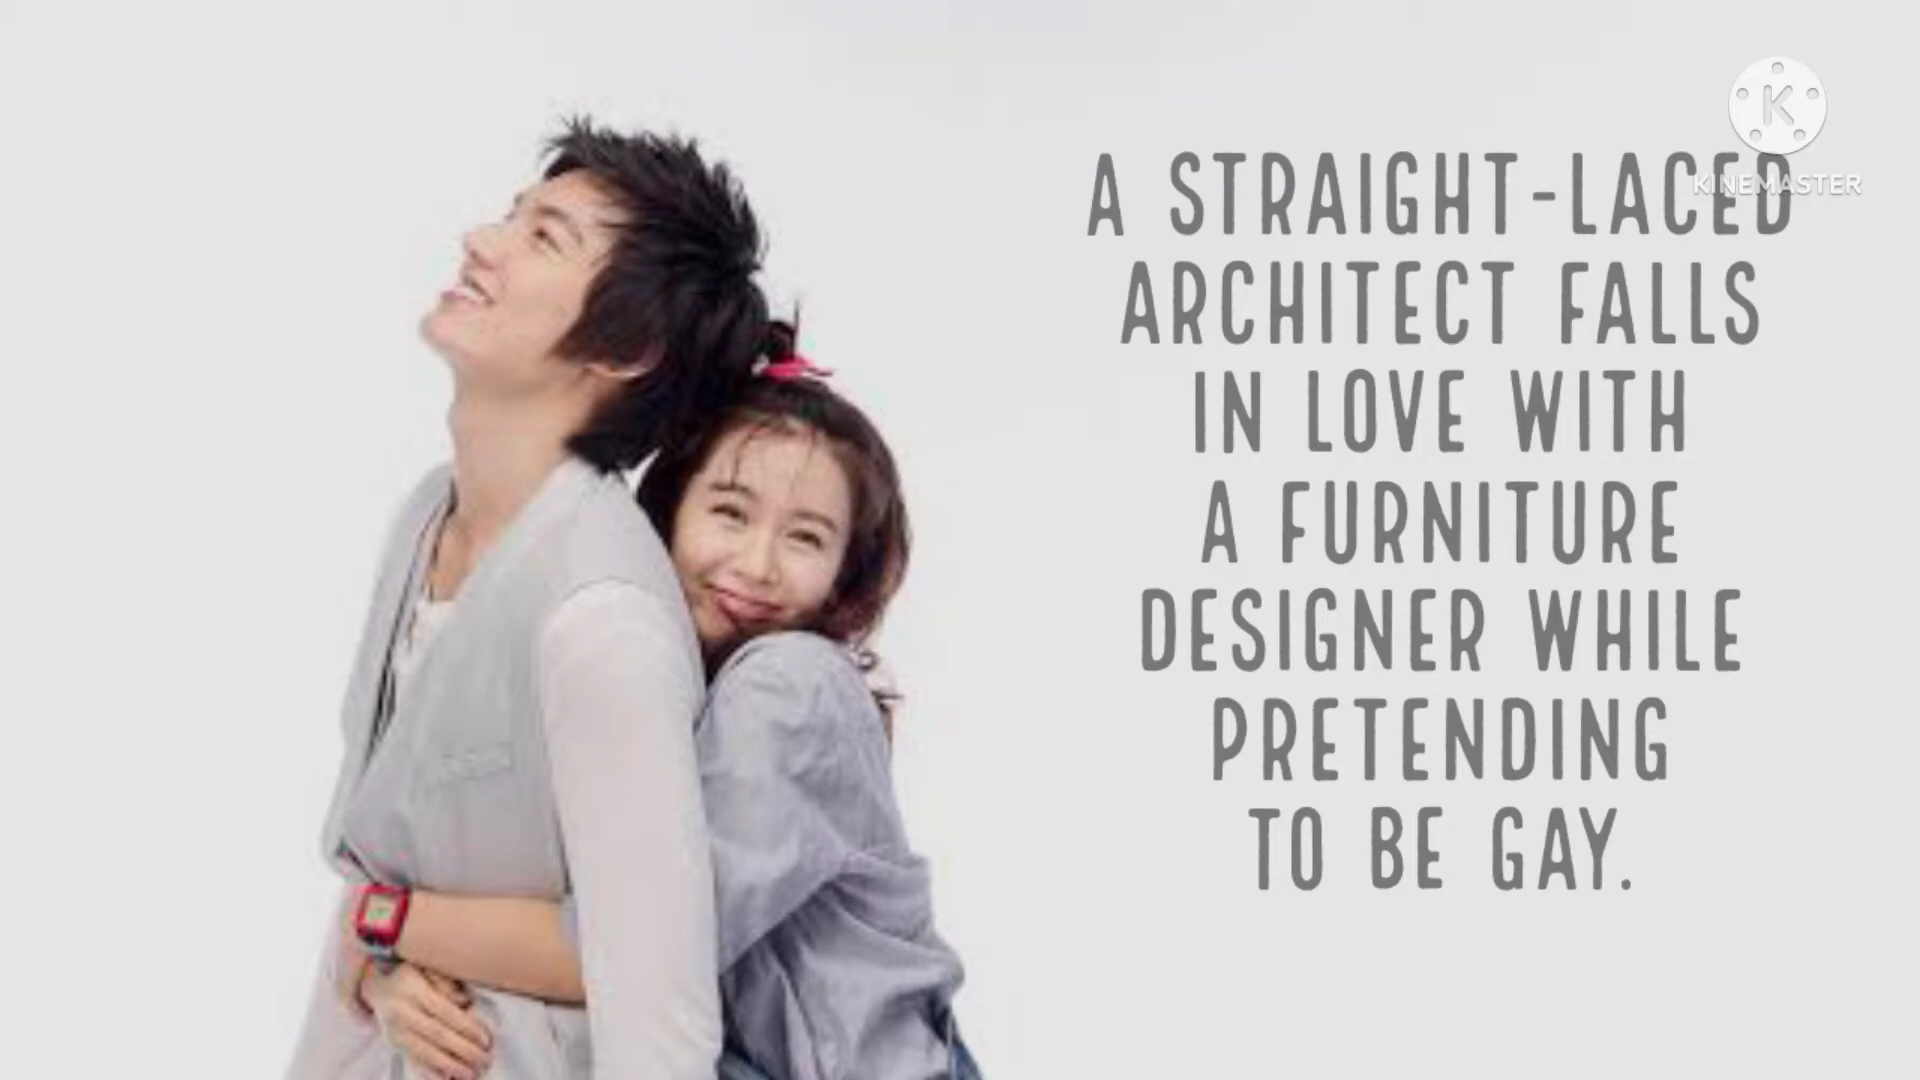 K
KINEMASTER
A STRAIGHT-LACED
ARCHITECT FALLS
IN LOVE WITH
A FURNITURE
DESIGNER WHILE
PRETENDING
TO BE GAY.